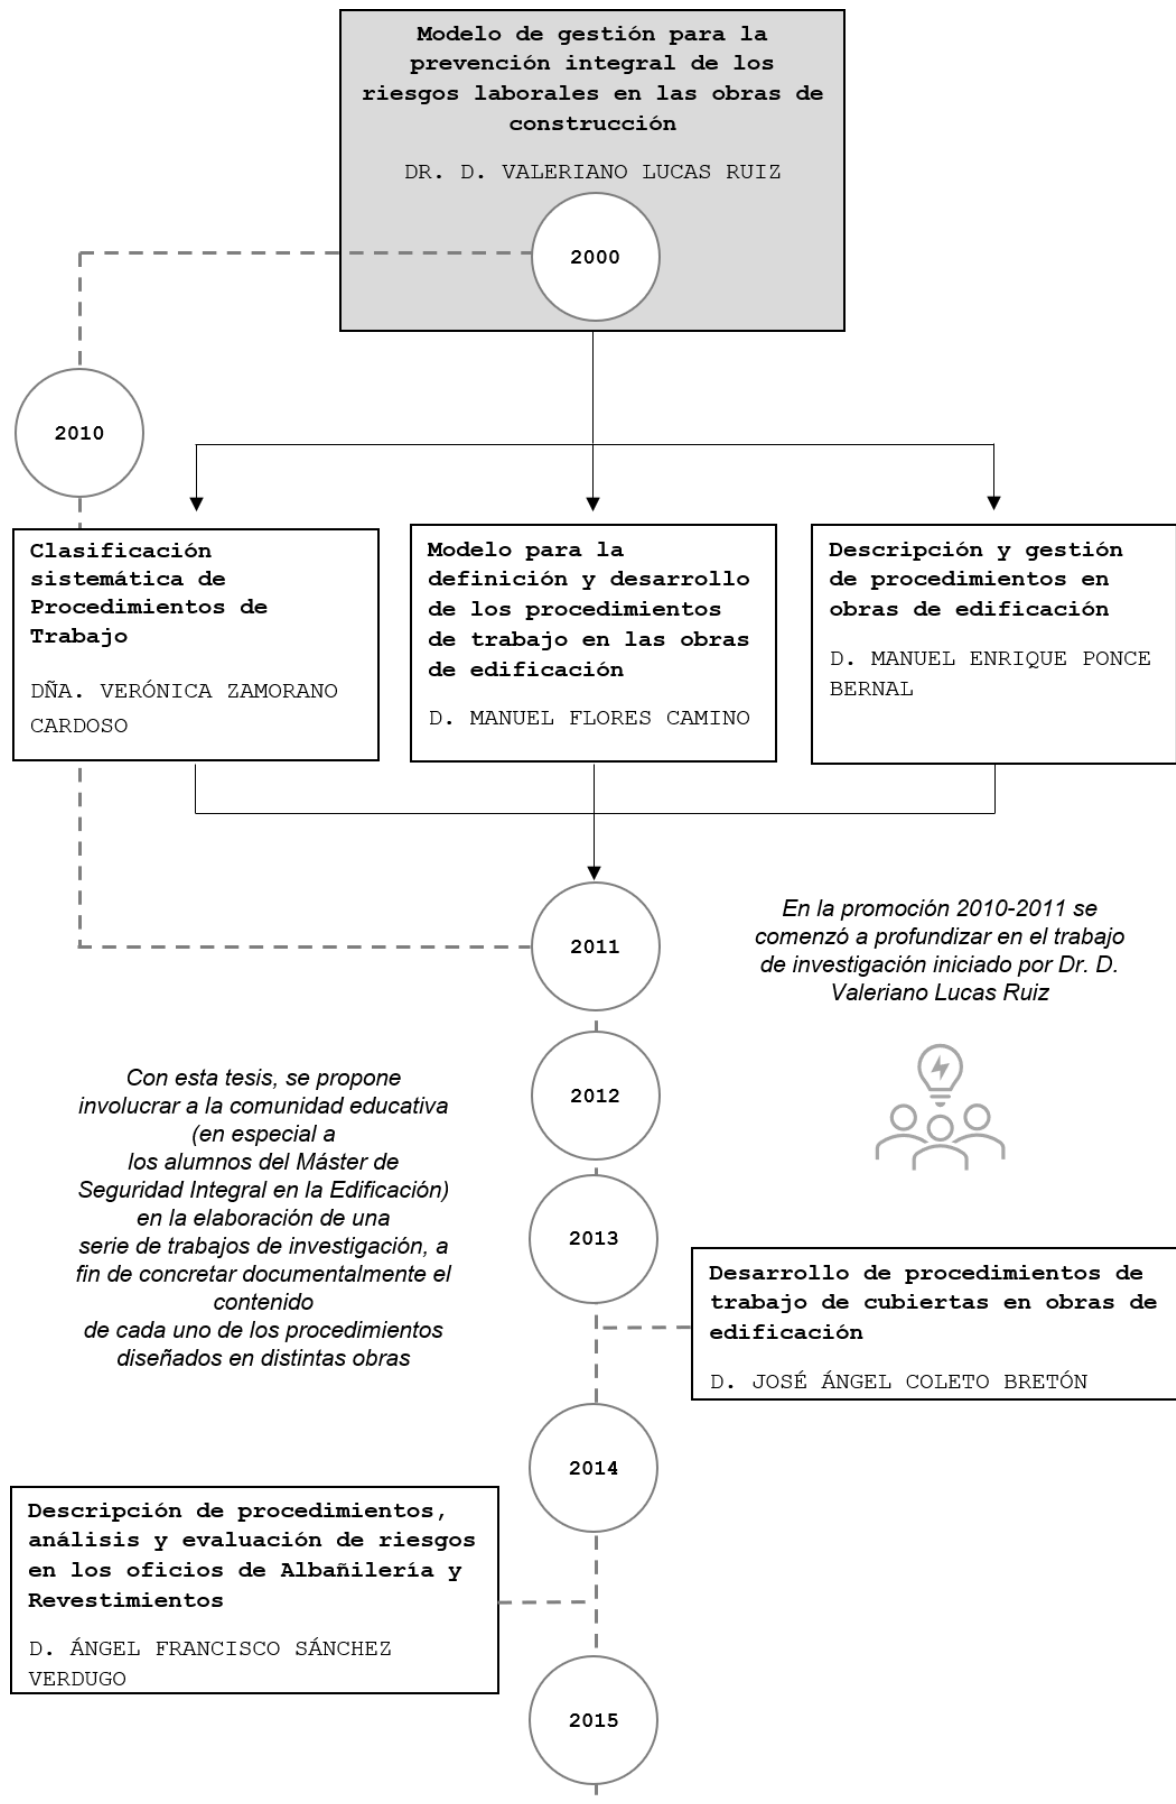 Modelo de gestión para la
prevención integral de los
riesgos laborales en las obras de
construcción
DR. D. VALERIANO LUCAS RUIZ
2000
2010
Clasificación
sistemática de
Procedimientos de
Trabajo
DÑA. VERÓNICA ZAMORANO
CARDOSO
Modelo para la
definición y desarrollo
de los procedimientos
de trabajo en las obras
de edificación
D. MANUEL FLORES CAMINO
Descripción y gestión
de procedimientos en
obras de edificación
D. MANUEL ENRIQUE PONCE
BERNAL
2011
En la promoción 2010-2011 se
comenzó a profundizar en el trabajo
de investigación iniciado por Dr. D.
Valeriano Lucas Ruiz
2012
Con esta tesis, se propone
involucrar a la comunidad educativa
(en especial a
los alumnos del Máster de
Seguridad Integral en la Edificación)
en la elaboración de una
serie de trabajos de investigación, a
fin de concretar documentalmente el
contenido
de cada uno de los procedimientos
diseñados en distintas obras
2013
Desarrollo de procedimientos de
trabajo de cubiertas en obras de
edificación
D. JOSÉ ÁNGEL COLETO BRETÓN
2014
Descripción de procedimientos,
análisis y evaluación de riesgos
en los oficios de Albañilería y
Revestimientos
D. ÁNGEL FRANCISCO SÁNCHEZ
VERDUGO
2015